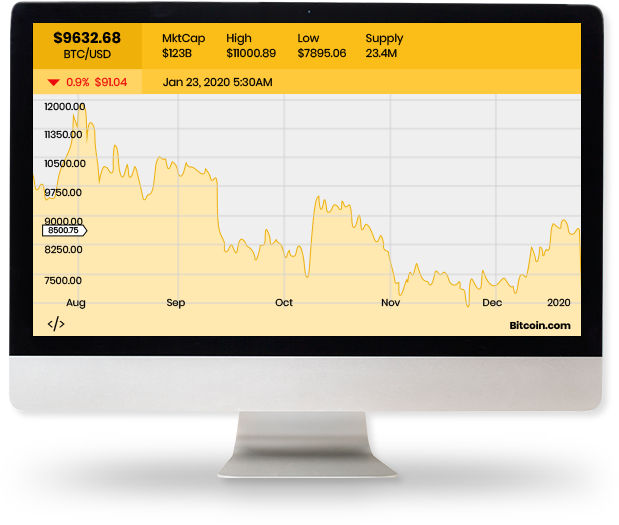 $9632.68
BTC/USD
MktCap High Low Supply
$123B $11000.89 $7895.06 23.4M
0.9% $91.04
Jan 23, 2020 5:30AM
12000.00
11350.00
10500.00
9750.00
9000.00
8500.75
8250.00
7500.00
Aug Sep Oct Nov Dec 2020
</>
Bitcoin.com